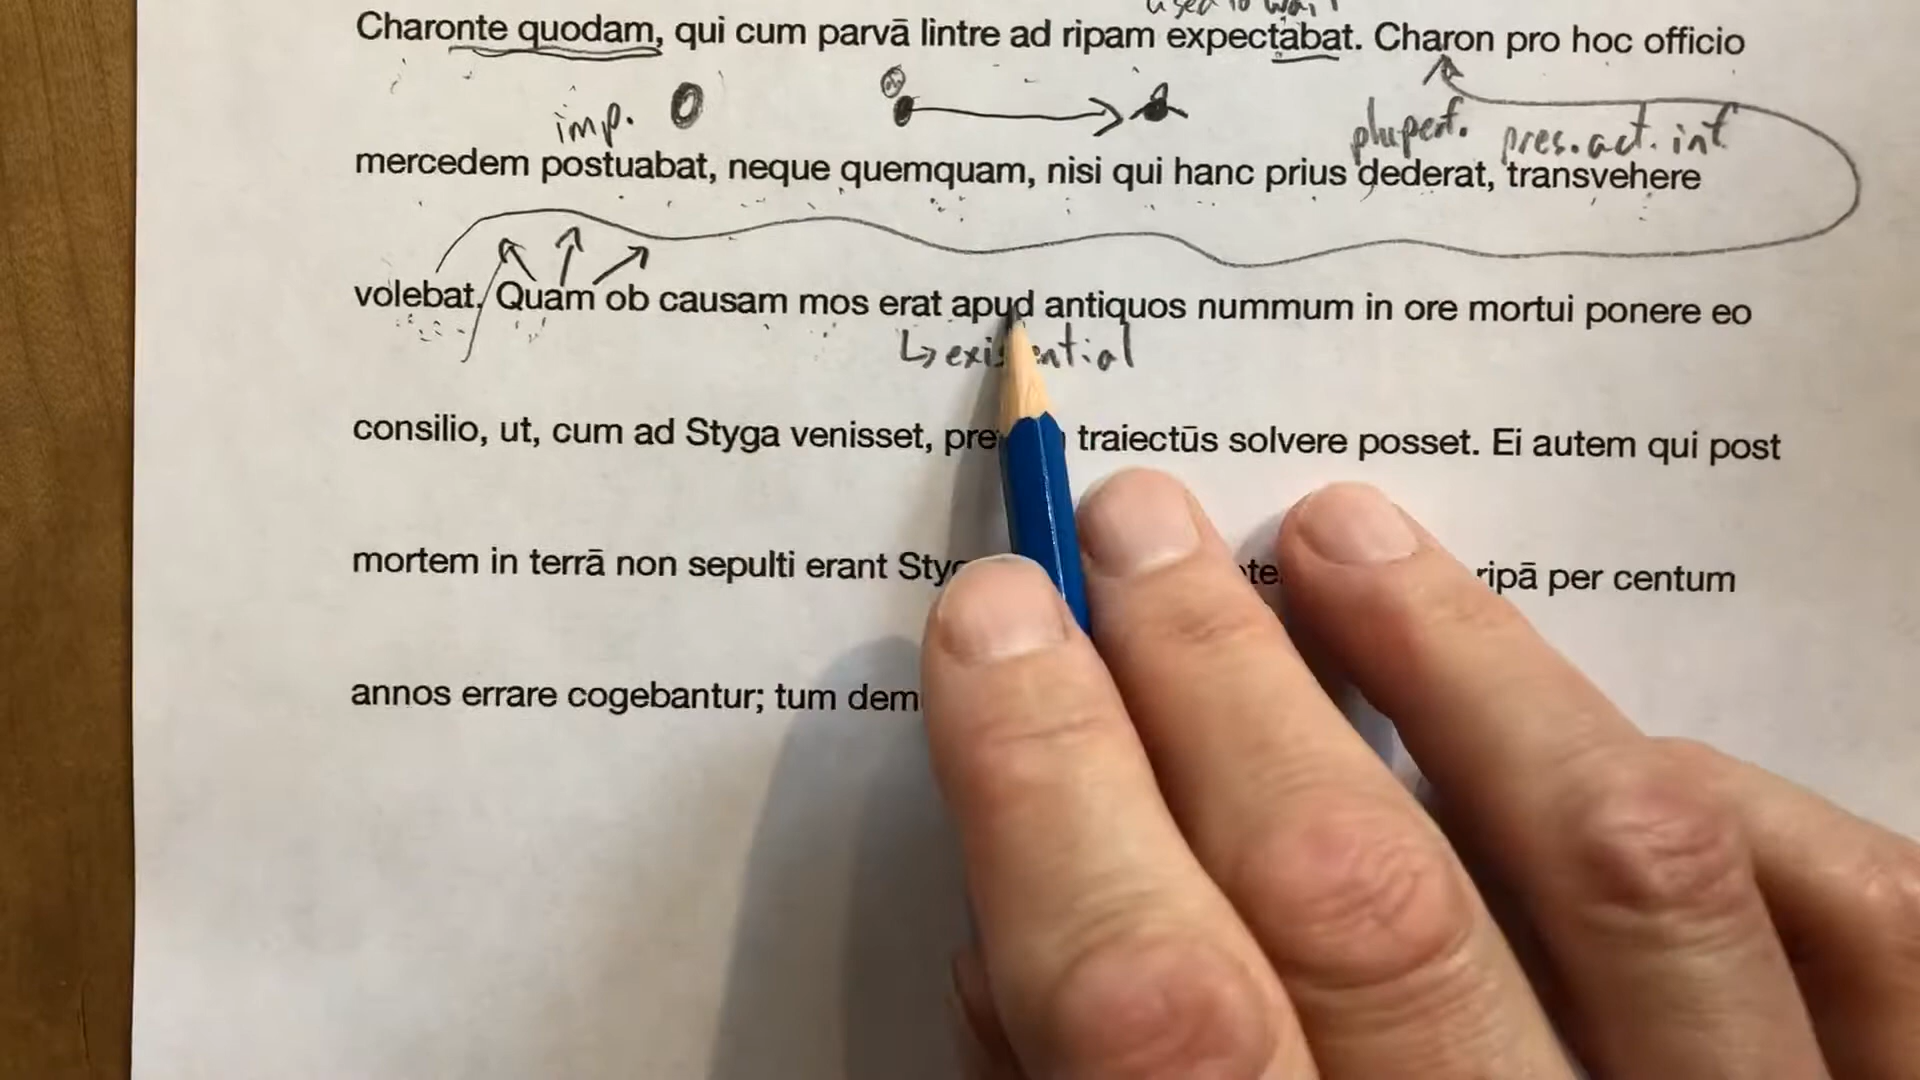 used to wait
Charonte quodam, qui cum parvā lintre ad ripam expectabat. Charon pro hoc officio
imp. plupert. pres. act. inf
mercedem postuabat, neque quemquam, nisi qui hanc prius dederat, transvehere
volebat. Quam ob causam mos erat apud antiquos nummum in ore mortui ponere eo
existential
consilio, ut, cum ad Styga venisset, traiectūs solvere posset. Ei autem qui post
mortem in terrā non sepulti erant ripā per centum
annos errare cogebantur; tum